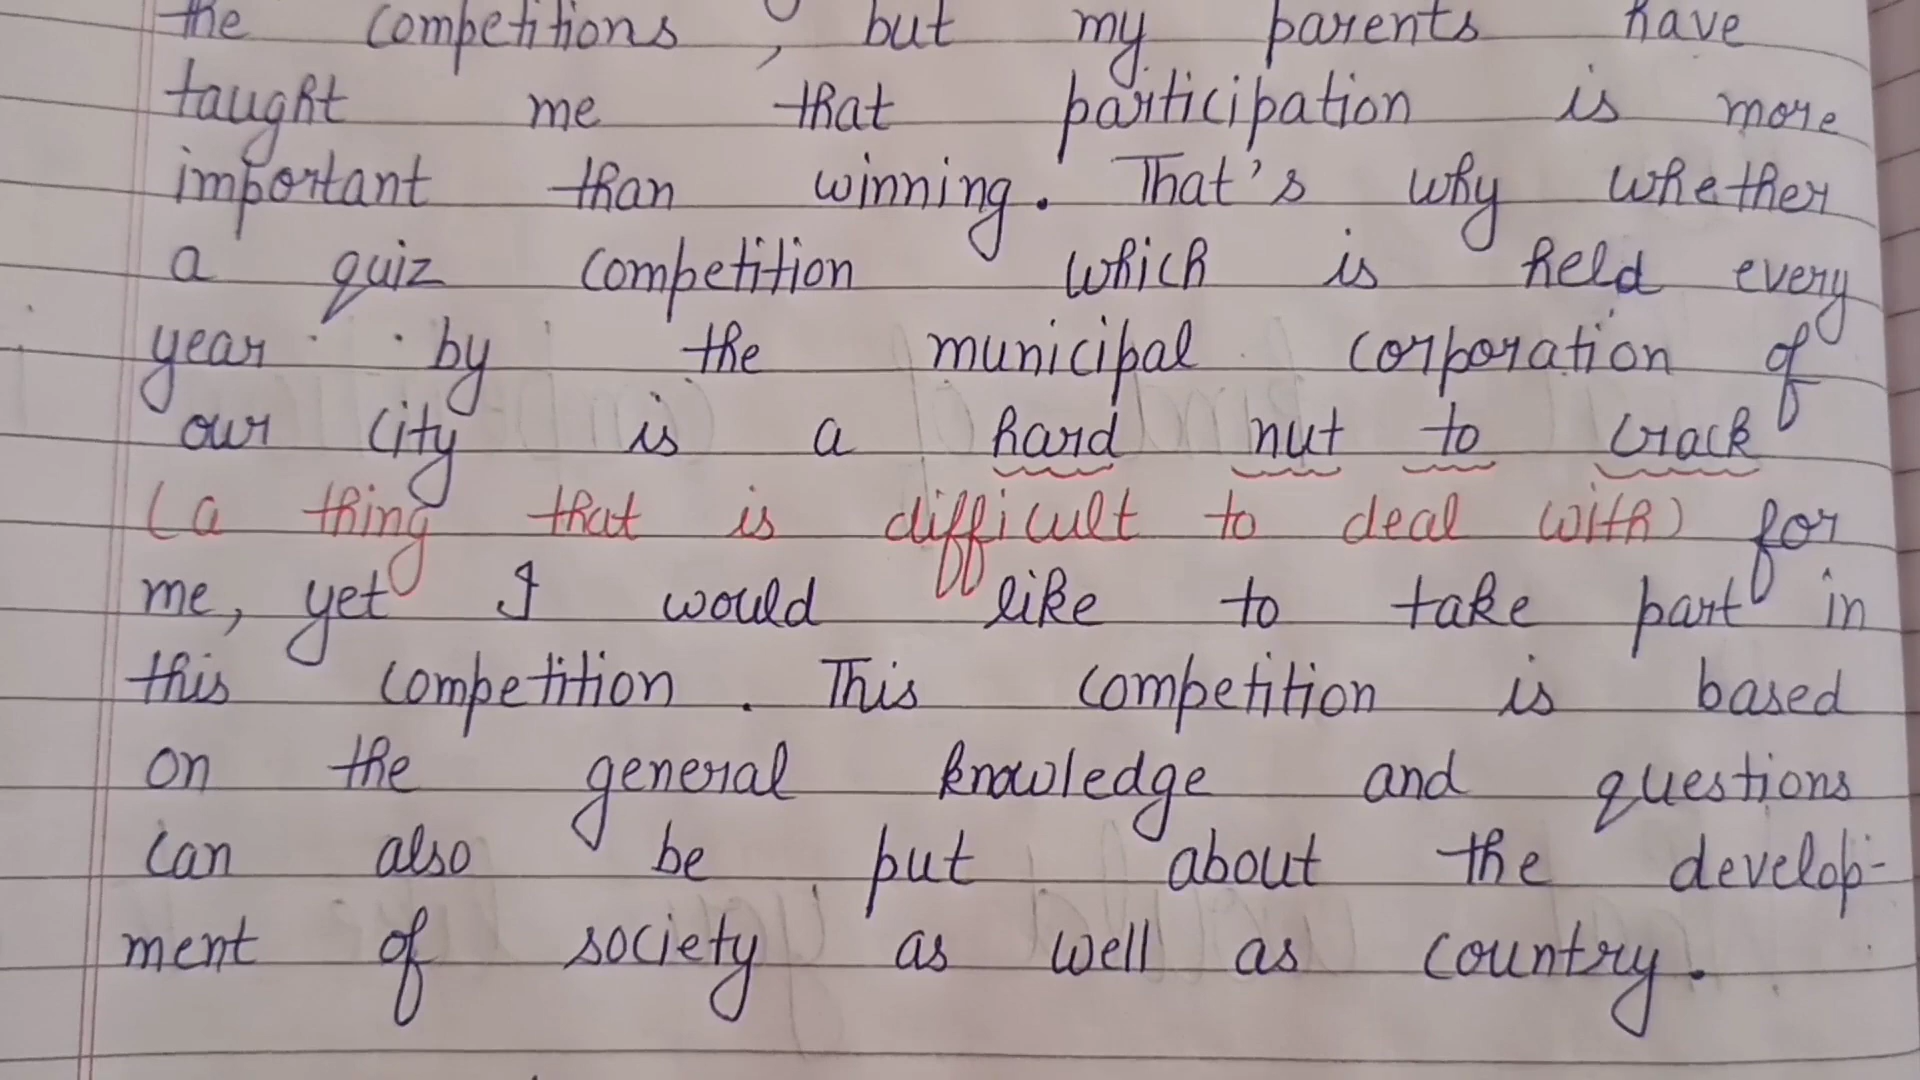 the competitions, but my parents have
taught me that participation is more
important than winning. That's why whether
a quiz competition which is held every
year by the municipal corporation of
our city is a hard nut to crack
(a thing that is difficult to deal with) for
me, yet I would like to take part in
this competition. This competition is based
on the general knowledge and questions
can also be put about the develop-
ment of society as well as country.